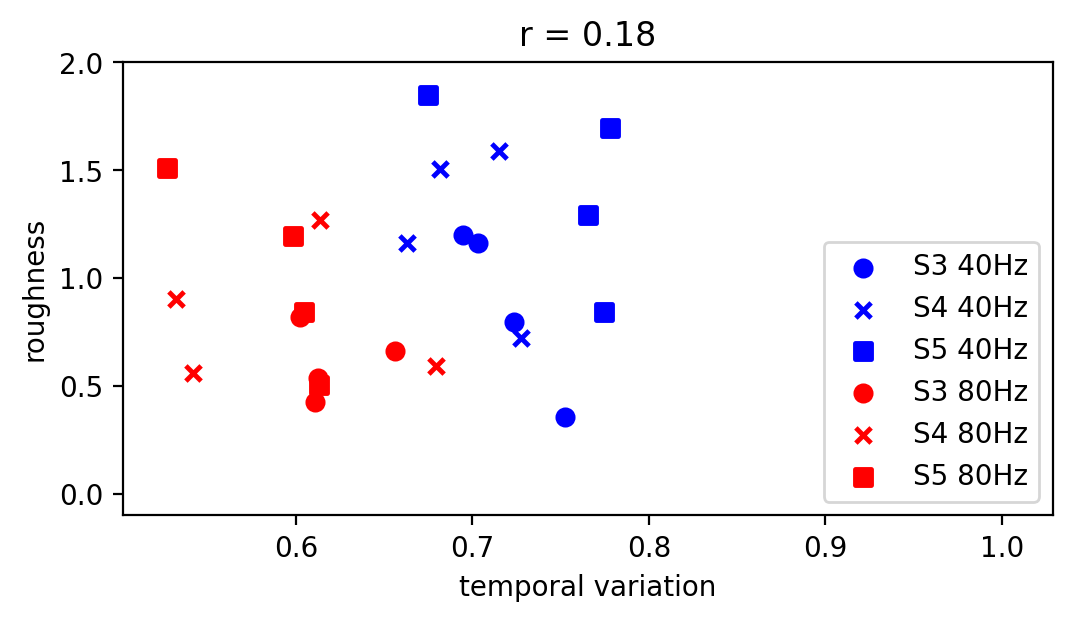 r = 0.18
2.0
1.5
1.0
0.5
0.0
roughness
S3 40Hz
S4 40Hz
S5 40Hz
S3 80Hz
S4 80Hz
S5 80Hz
0.6 0.7 0.8 0.9 1.0
temporal variation